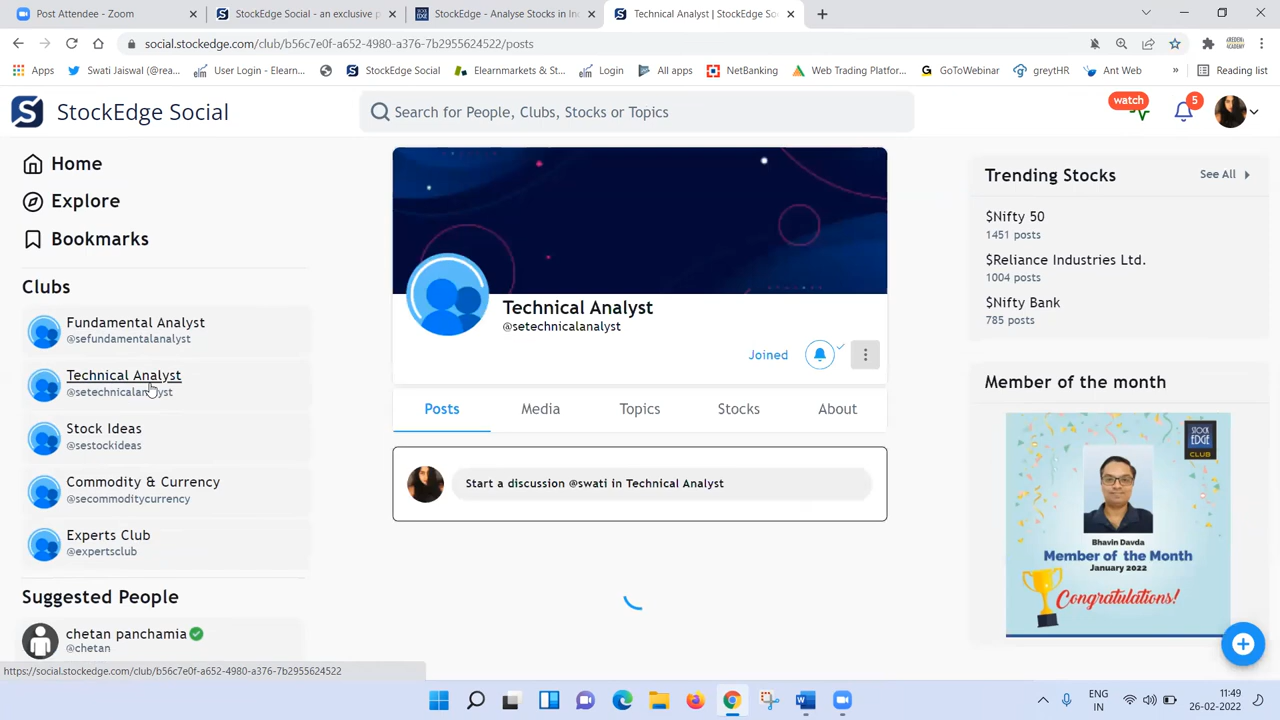 Post Attendee - Zoom
StockEdge Social - an exclusive p
StockEdge - Analyse Stocks in In
Technical Analyst | StockEdge So
social.stockedge.com/club/b56c7e0f-a652-4980-a376-7b2955624522/posts
Apps
Swati Jaiswal (@rea...
User Login - Elearn...
StockEdge Social
Elearnmarkets & St...
Login
All apps
NetBanking
Web Trading Platfor...
GoToWebinar
greytHR
Ant Web
»
Reading list
StockEdge Social
Search for People, Clubs, Stocks or Topics
watch
5
Home
Explore
Bookmarks
Clubs
Fundamental Analyst
@sefundamentalanalyst
Technical Analyst
@setechnicalanalyst
Stock Ideas
@sestockideas
Commodity & Currency
@secommoditycurrency
Experts Club
@expertsclub
Suggested People
chetan panchamia
@chetan
Technical Analyst
@setechnicalanalyst
Joined
Posts Media Topics Stocks About
Start a discussion @swati in Technical Analyst
Trending Stocks
See All
$Nifty 50
1451 posts
$Reliance Industries Ltd.
1004 posts
$Nifty Bank
785 posts
Member of the month
STOCK EDGE CLUB
Bhavin Davda
Member of the Month
January 2022
Congratulations!
https://social.stockedge.com/club/b56c7e0f-a652-4980-a376-7b2955624522
ENG
IN
11:49
26-02-2022